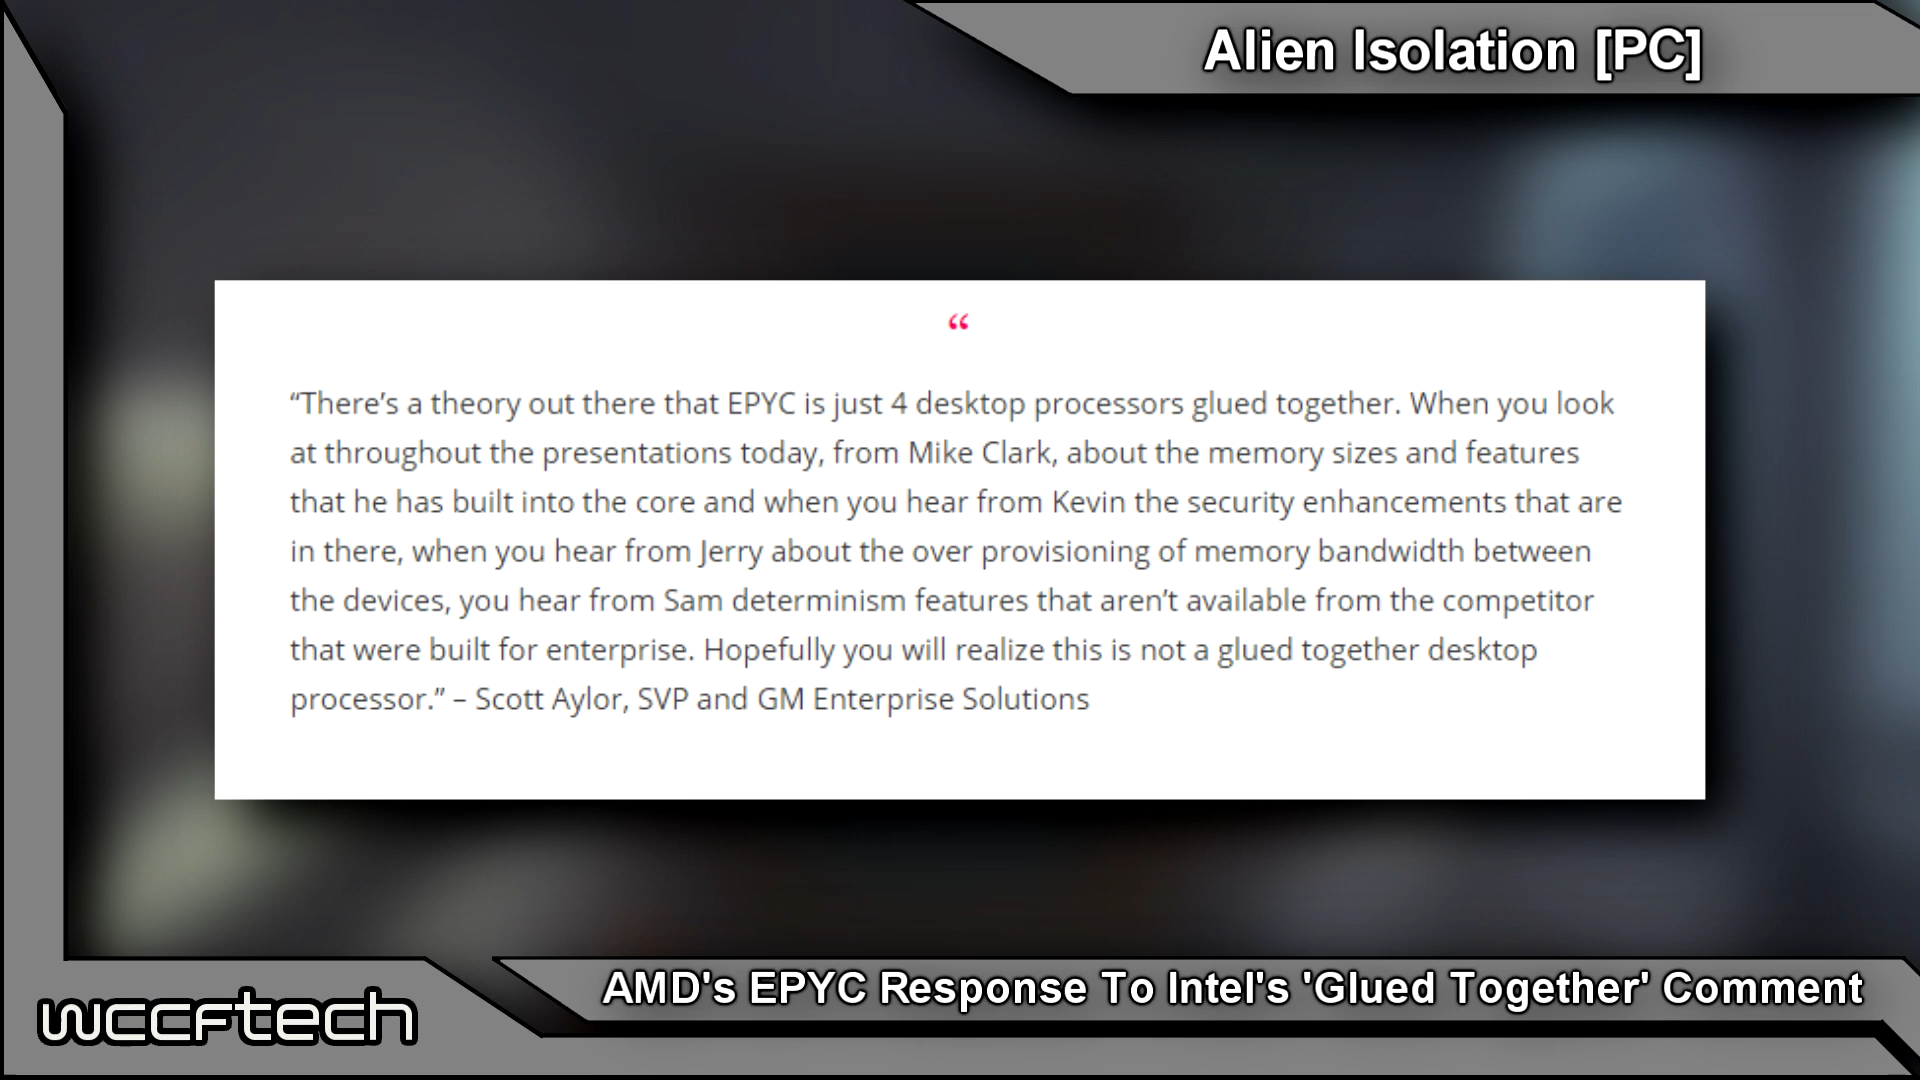 Alien Isolation [PC]
“
“There’s a theory out there that EPYC is just 4 desktop processors glued together. When you look
at throughout the presentations today, from Mike Clark, about the memory sizes and features
that he has built into the core and when you hear from Kevin the security enhancements that are
in there, when you hear from Jerry about the over provisioning of memory bandwidth between
the devices, you hear from Sam determinism features that aren’t available from the competitor
that were built for enterprise. Hopefully you will realize this is not a glued together desktop
processor.” – Scott Aylor, SVP and GM Enterprise Solutions
AMD's EPYC Response To Intel's 'Glued Together' Comment
wccftech